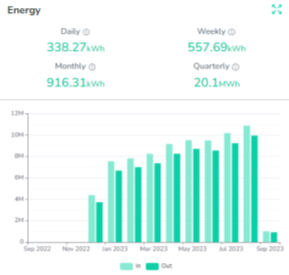 Energy
Daily Weekly
338.27kWh 557.69kWh
Monthly Quarterly
916.31kWh 20.1MWh
12M
10M
8M
6M
4M
2M
0
Sep 2022 Nov 2022 Jan 2023 Mar 2023 May 2023 Jul 2023 Sep 2023
In Out